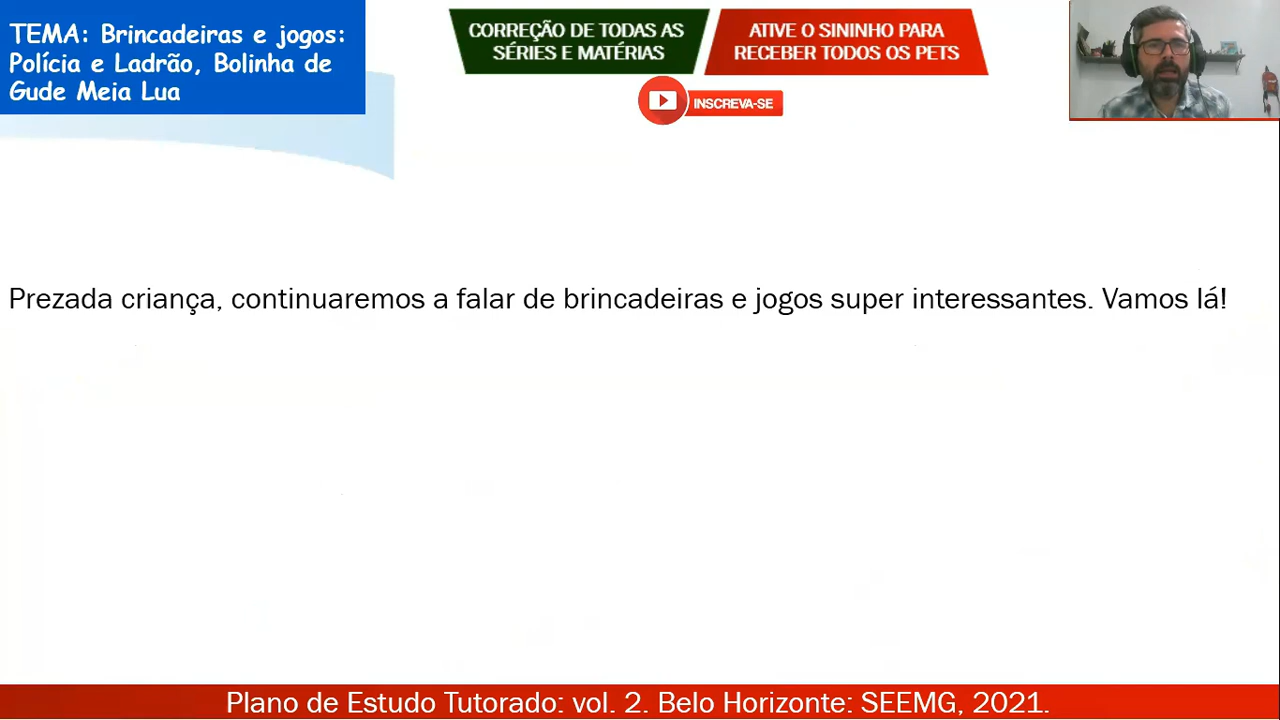 TEMA: Brincadeiras e jogos:
Polícia e Ladrão, Bolinha de
Gude Meia Lua
CORREÇÃO DE TODAS AS
SÉRIES E MATÉRIAS
ATIVE O SININHO PARA
RECEBER TODOS OS PETS
INSCREVA-SE
Prezada criança, continuaremos a falar de brincadeiras e jogos super interessantes. Vamos lá!
Plano de Estudo Tutorado: vol. 2. Belo Horizonte: SEEMG, 2021.